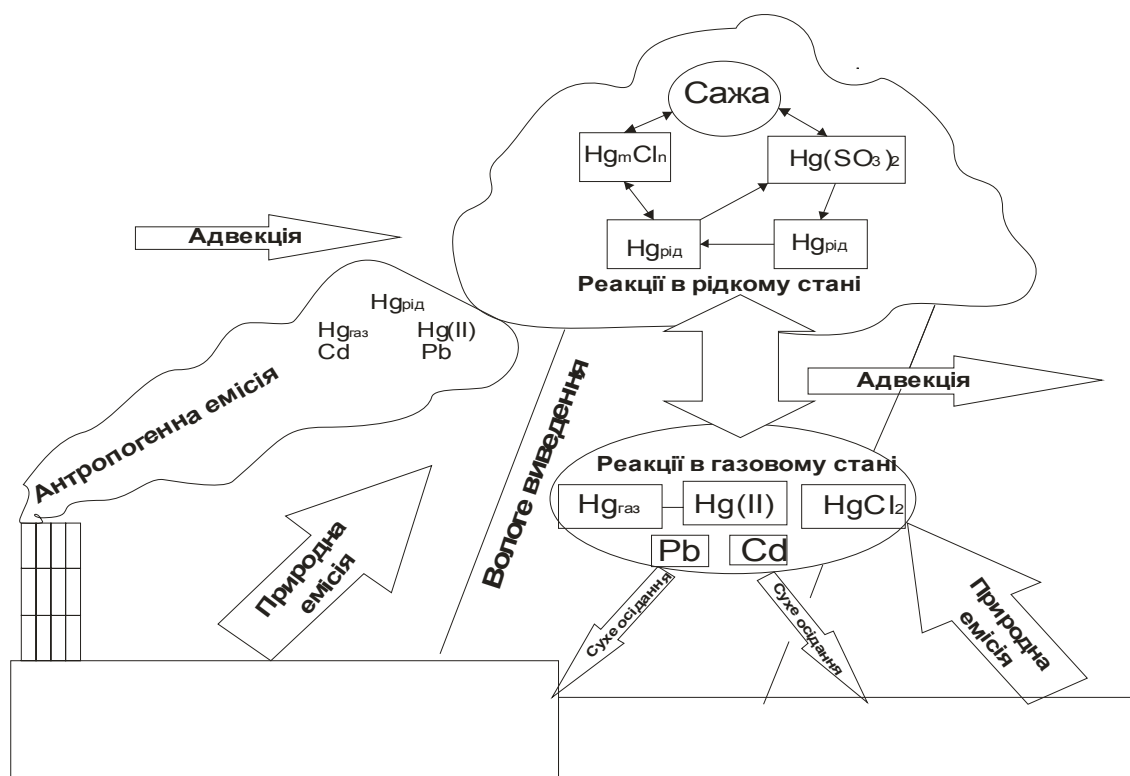 Сажа
HgmCln
Hg(SO3)2
Адвекція
Hgрід
Hgрід
Реакції в рідкому стані
Hgрід
Hgгаз
Hg(II)
Cd
Pb
Антропогенна емісія
Вологе виведення
Адвекція
Реакції в газовому стані
Hgгаз
Hg(II)
HgCl2
Pb
Cd
Природна
емісія
Сухе осідання
Сухе осідання
Природна
емісія